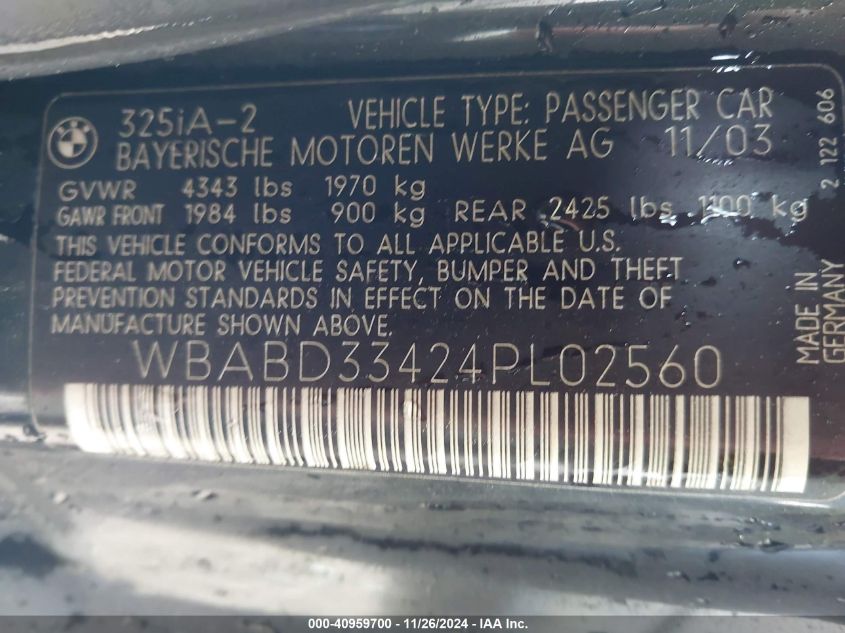 BMW
325iA-2 VEHICLE TYPE: PASSENGER CAR
BAYERISCHE MOTOREN WERKE AG 11/03
GVWR 4343 lbs 1970 kg
GAWR FRONT 1984 lbs 900 kg REAR 2425 lbs 1100 kg
THIS VEHICLE CONFORMS TO ALL APPLICABLE U.S.
FEDERAL MOTOR VEHICLE SAFETY, BUMPER AND THEFT
PREVENTION STANDARDS IN EFFECT ON THE DATE OF
MANUFACTURE SHOWN ABOVE.
WBABD33424PL02560
MADE IN
GERMANY
2 122 606
000-40959700 - 11/26/2024 - IAA Inc.